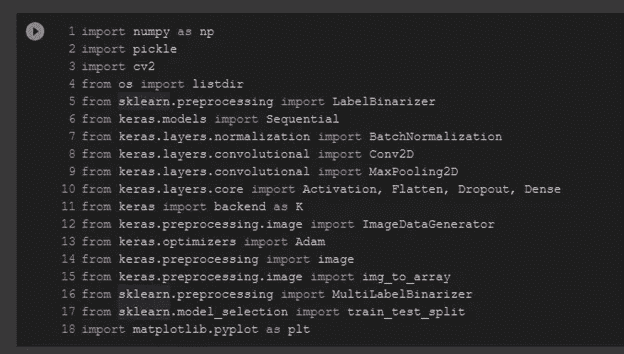 1 import numpy as np
2 import pickle
3 import cv2
4 from os import listdir
5 from sklearn.preprocessing import LabelBinarizer
6 from keras.models import Sequential
7 from keras.layers.normalization import BatchNormalization
8 from keras.layers.convolutional import Conv2D
9 from keras.layers.convolutional import MaxPooling2D
10 from keras.layers.core import Activation, Flatten, Dropout, Dense
11 from keras import backend as K
12 from keras.preprocessing.image import ImageDataGenerator
13 from keras.optimizers import Adam
14 from keras.preprocessing import image
15 from keras.preprocessing.image import img_to_array
16 from sklearn.preprocessing import MultiLabelBinarizer
17 from sklearn.model_selection import train_test_split
18 import matplotlib.pyplot as plt